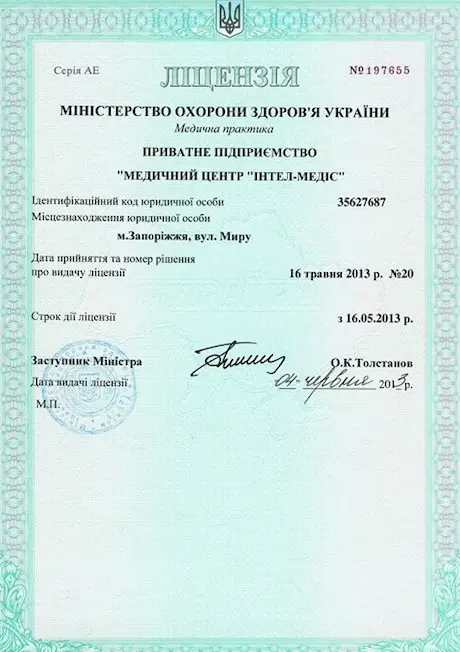 Серія АЕ
№197655
ЛІЦЕНЗІЯ
МІНІСТЕРСТВО ОХОРОНИ ЗДОРОВ'Я УКРАЇНИ
Медична практика
ПРИВАТНЕ ПІДПРИЄМСТВО
"МЕДИЧНИЙ ЦЕНТР "ІНТЕЛ-МЕДІС"
Ідентифікаційний код юридичної особи 35627687
Місцезнаходження юридичної особи
м.Запоріжжя, вул. Миру
Дата прийняття та номер рішення
про видачу ліцензії 16 травня 2013 р. №20
Строк дії ліцензії з 16.05.2013 р.
Заступник Міністра О.К.Толстанов
Дата видачі ліцензії 04 червня 2013р.
М.П.